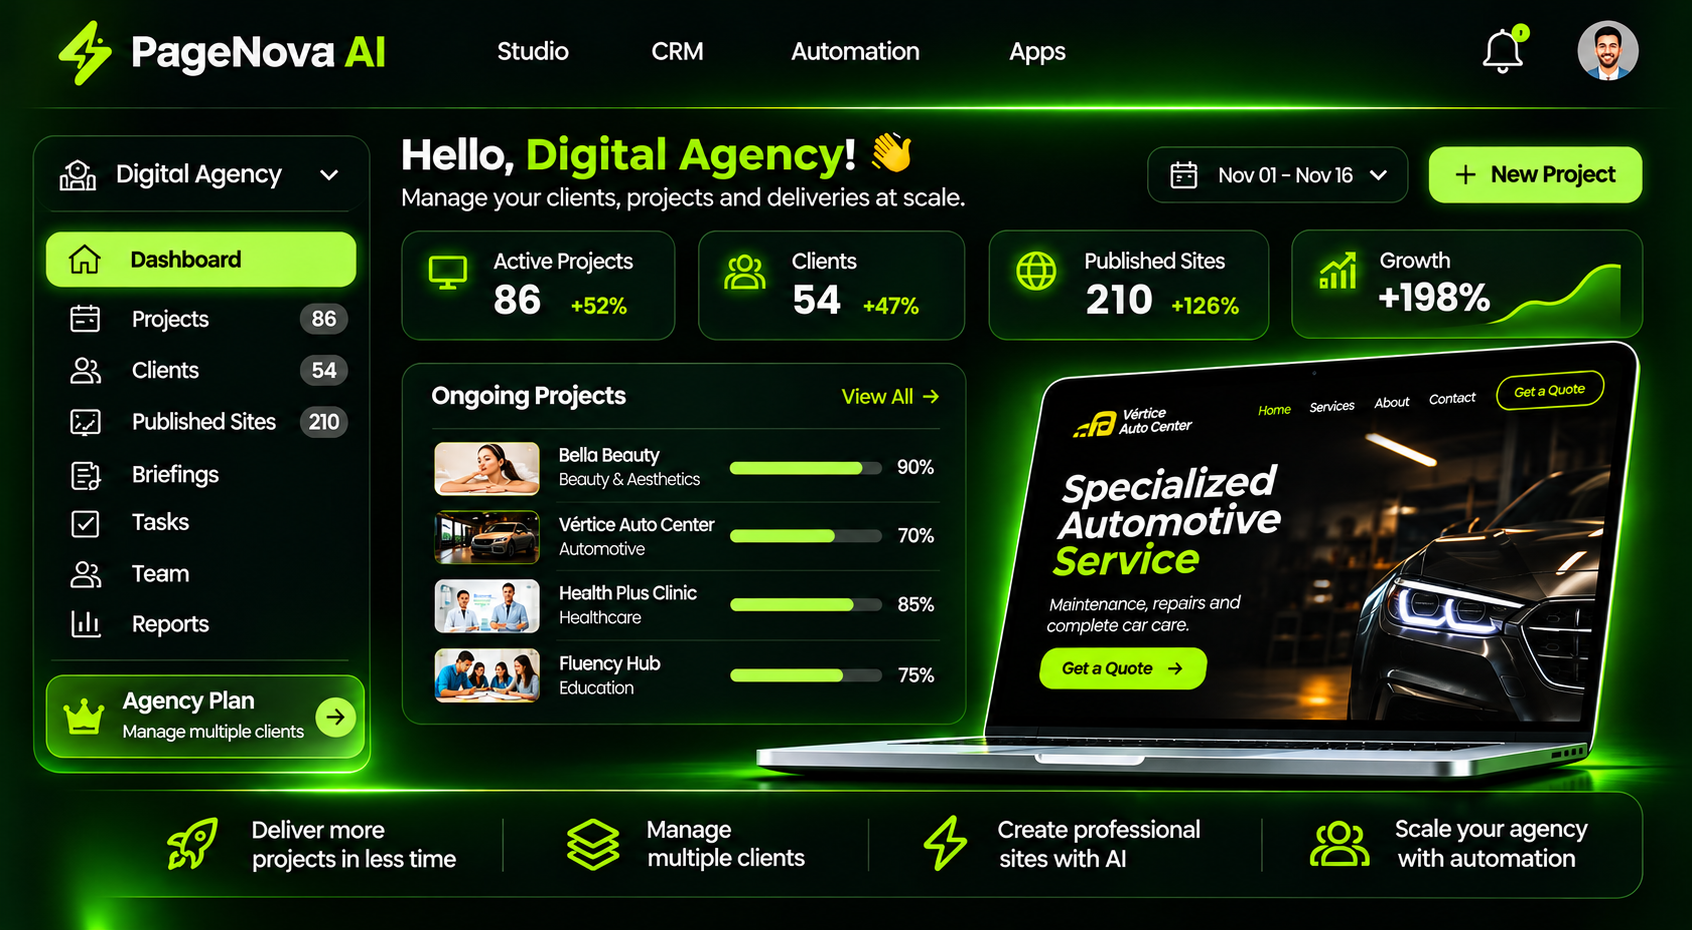 PageNova AI
Studio
CRM
Automation
Apps
Digital Agency
Dashboard
Projects 86
Clients 54
Published Sites 210
Briefings
Tasks
Team
Reports
Agency Plan
Manage multiple clients
Hello, Digital Agency! 👋
Manage your clients, projects and deliveries at scale.
Nov 01 - Nov 16
+ New Project
Active Projects
86 +52%
Clients
54 +47%
Published Sites
210 +126%
Growth
+198%
Ongoing Projects
View All →
Bella Beauty
Beauty & Aesthetics
90%
Vértice Auto Center
Automotive
70%
Health Plus Clinic
Healthcare
85%
Fluency Hub
Education
75%
Vértice
Auto Center
Home
Services
About
Contact
Get a Quote
Specialized
Automotive
Service
Maintenance, repairs and
complete car care.
Get a Quote →
Deliver more
projects in less time
Manage
multiple clients
Create professional
sites with AI
Scale your agency
with automation